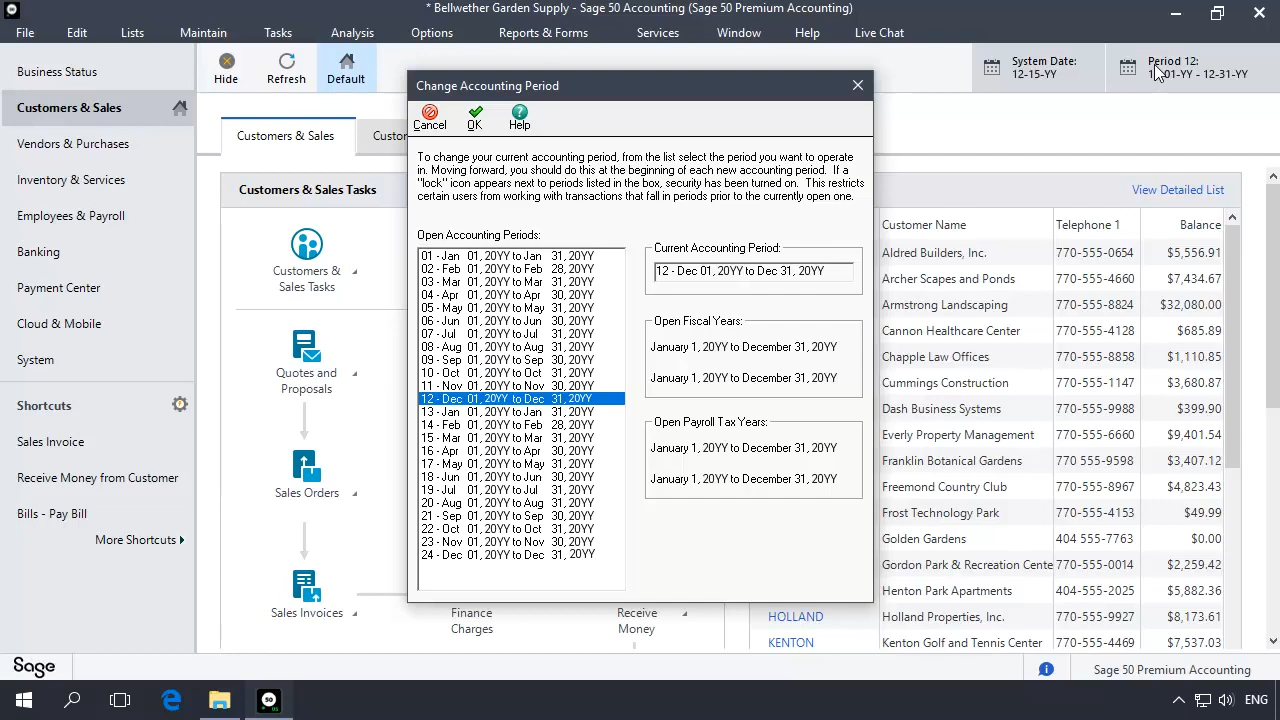 * Bellwether Garden Supply - Sage 50 Accounting (Sage 50 Premium Accounting)
File Edit Lists Maintain Tasks Analysis Options Reports & Forms Services Window Help Live Chat
Business Status
Customers & Sales
Vendors & Purchases
Inventory & Services
Employees & Payroll
Banking
Payment Center
Cloud & Mobile
System
Shortcuts
Sales Invoice
Receive Money from Customer
Bills - Pay Bill
More Shortcuts
Hide Refresh Default
System Date:
12-15-YY
Period 12:
-YY - 12-31-YY
Customers & Sales
Customers & Sales Tasks
Customers &
Sales Tasks
Quotes and
Proposals
Sales Orders
Sales Invoices
Finance
Charges
Receive
Money
Change Accounting Period
Cancel OK Help
To change your current accounting period, from the list select the period you want to operate
in. Moving forward, you should do this at the beginning of each new accounting period. If a
"lock" icon appears next to periods listed in the box, security has been turned on. This restricts
certain users from working with transactions that fall in periods prior to the currently open one.
Open Accounting Periods:
01 - Jan 01, 20YY to Jan 31, 20YY
02 - Feb 01, 20YY to Feb 28, 20YY
03 - Mar 01, 20YY to Mar 31, 20YY
04 - Apr 01, 20YY to Apr 30, 20YY
05 - May 01, 20YY to May 31, 20YY
06 - Jun 01, 20YY to Jun 30, 20YY
07 - Jul 01, 20YY to Jul 31, 20YY
08 - Aug 01, 20YY to Aug 31, 20YY
09 - Sep 01, 20YY to Sep 30, 20YY
10 - Oct 01, 20YY to Oct 31, 20YY
11 - Nov 01, 20YY to Nov 30, 20YY
12 - Dec 01, 20YY to Dec 31, 20YY
13 - Jan 01, 20YY to Jan 31, 20YY
14 - Feb 01, 20YY to Feb 28, 20YY
15 - Mar 01, 20YY to Mar 31, 20YY
16 - Apr 01, 20YY to Apr 30, 20YY
17 - May 01, 20YY to May 31, 20YY
18 - Jun 01, 20YY to Jun 30, 20YY
19 - Jul 01, 20YY to Jul 31, 20YY
20 - Aug 01, 20YY to Aug 31, 20YY
21 - Sep 01, 20YY to Sep 30, 20YY
22 - Oct 01, 20YY to Oct 31, 20YY
23 - Nov 01, 20YY to Nov 30, 20YY
24 - Dec 01, 20YY to Dec 31, 20YY
Current Accounting Period:
12 - Dec 01, 20YY to Dec 31, 20YY
Open Fiscal Years:
January 1, 20YY to December 31, 20YY
January 1, 20YY to December 31, 20YY
Open Payroll Tax Years:
January 1, 20YY to December 31, 20YY
January 1, 20YY to December 31, 20YY
View Detailed List
Customer Name Telephone 1 Balance
Aldred Builders, Inc. 770-555-0654 $5,556.91
Archer Scapes and Ponds 770-555-4660 $7,434.67
Armstrong Landscaping 770-555-8824 $32,080.00
Cannon Healthcare Center 770-555-4128 $685.89
Chapple Law Offices 770-555-8858 $1,110.85
Cummings Construction 770-555-1147 $3,680.87
Dash Business Systems 770-555-9988 $399.90
Everly Property Management 770-555-6660 $9,401.54
Franklin Botanical Gardens 770 555-9598 $3,407.12
Freemond Country Club 770-555-8967 $4,823.43
Frost Technology Park 770-555-4153 $49.99
Golden Gardens 404 555-7763 $0.00
Gordon Park & Recreation Cente 770-555-0014 $2,259.42
Henton Park Apartments 404-555-2025 $5,882.36
HOLLAND Holland Properties, Inc. 770-555-9927 $8,173.61
KENTON Kenton Golf and Tennis Center 770-555-4469 $7,537.03
Sage
Sage 50 Premium Accounting
50
ENG